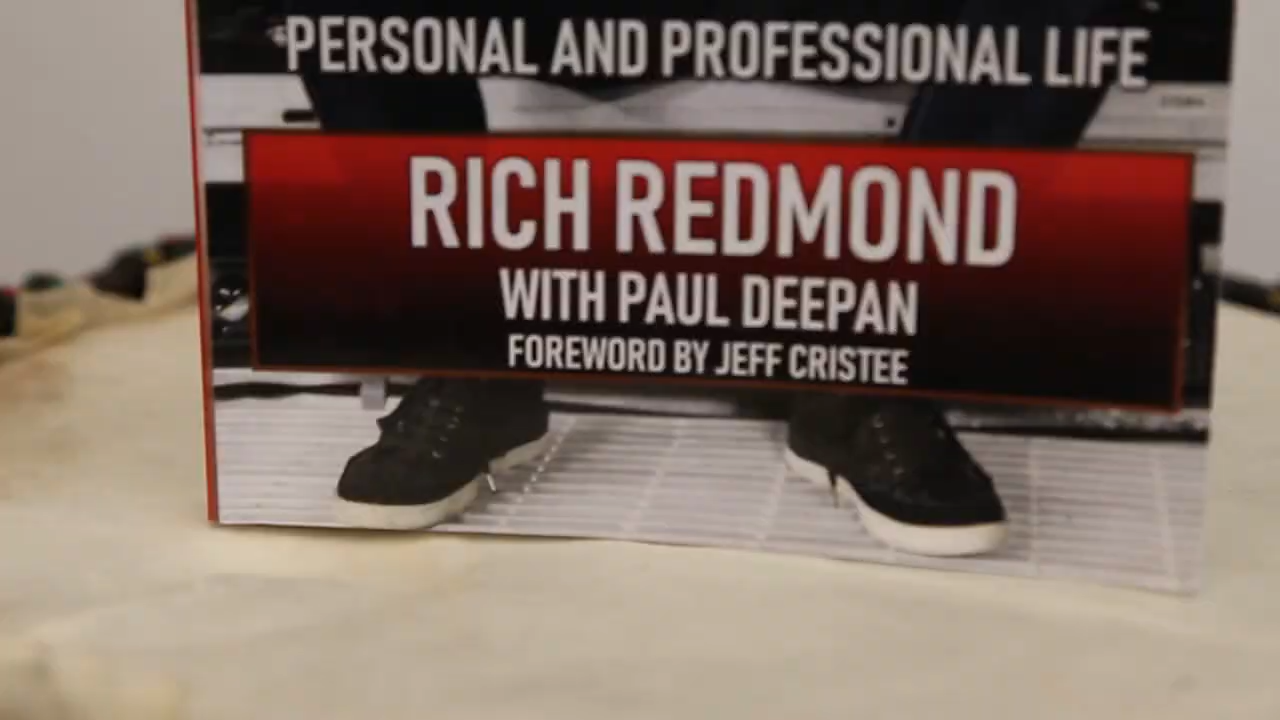 PERSONAL AND PROFESSIONAL LIFE
RICH REDMOND
WITH PAUL DEEPAN
FOREWORD BY JEFF CRISTEE